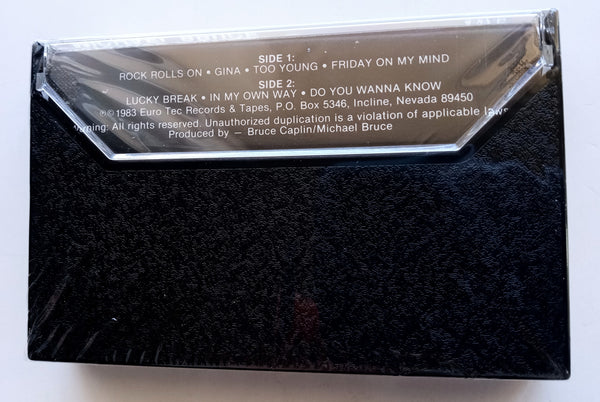 SIDE 1:
ROCK ROLLS ON • GINA • TOO YOUNG • FRIDAY ON MY MIND
SIDE 2:
LUCKY BREAK • IN MY OWN WAY • DO YOU WANNA KNOW
℗© 1983 Euro Tec Records & Tapes, P.O. Box 5346, Incline, Nevada 89450
All rights reserved. Unauthorized duplication is a violation of applicable laws
Produced by — Bruce Caplin/Michael Bruce